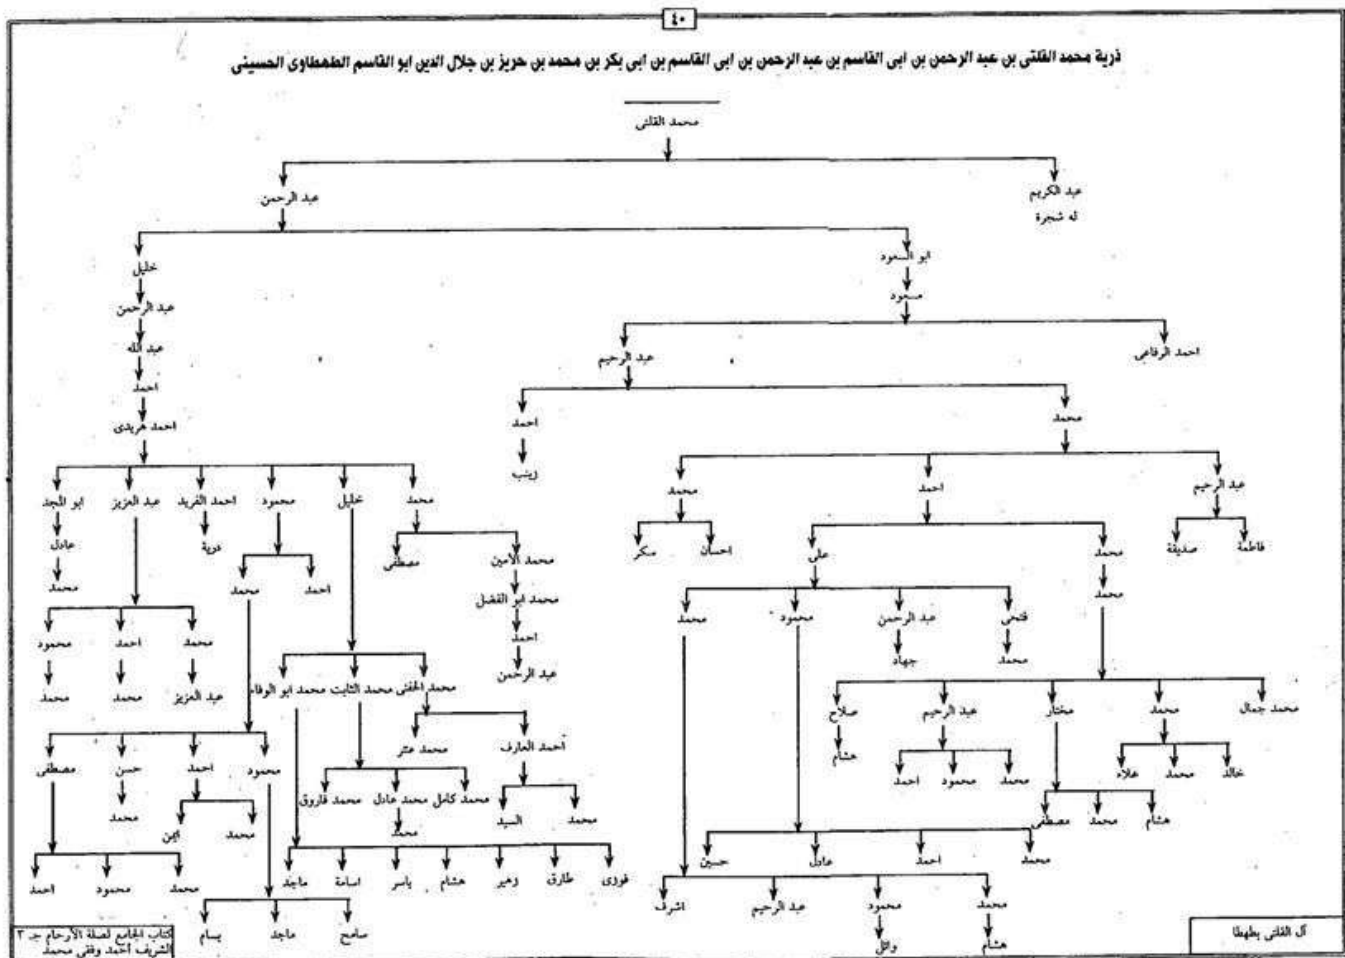 ٤٠
ذرية محمد القلتى بن عبد الرحمن بن ابى القاسم بن عبد الرحمن بن ابى القاسم بن ابى بكر بن محمد بن حريز بن جلال الدين ابو القاسم الطهطاوى الحسينى
محمد القلتى
عبد الكريم عبد الرحمن
له شجرة
ابو السعود خليل
مسعود عبد الرحمن
احمد الرفاعى عبد الرحيم عبد الله
احمد
محمد احمد احمد هريدى
زينب
عبد الرحيم احمد محمد محمد خليل محمود احمد الفريد عبد العزيز ابو المجد
فاطمة صديقة محمد على احسان سكر محمد الامين مصطفى درية عادل
محمد احمد محمد محمد
محمد ابو الفضل
فتحى عبد الرحمن محمود محمد احمد محمد احمد محمود
محمد جهاد عبد الرحمن
محمد الحفنى محمد الثابت محمد ابو الوفاء عبد العزيز محمد محمد
محمد جمال محمد مختار عبد الرحيم صلاح
أحمد العارف محمد عنتر
خالد محمد علاء محمد محمود احمد هشام
محمود احمد حسن مصطفى
محمد كامل محمد عادل محمد فاروق
هشام محمد مصطفى محمد السيد محمد محمد ايمن محمد
محمد احمد عادل حسين
فوزى طارق زهير هشام ياسر اسامة ماجد محمد محمود احمد
محمد محمود عبد الرحيم اشرف
هشام وائل
سامح ماجد بسام
آل القلتى بطهطا
كتاب الجامع لصلة الأرحام جـ ٢
الشريف أحمد وفقى محمد